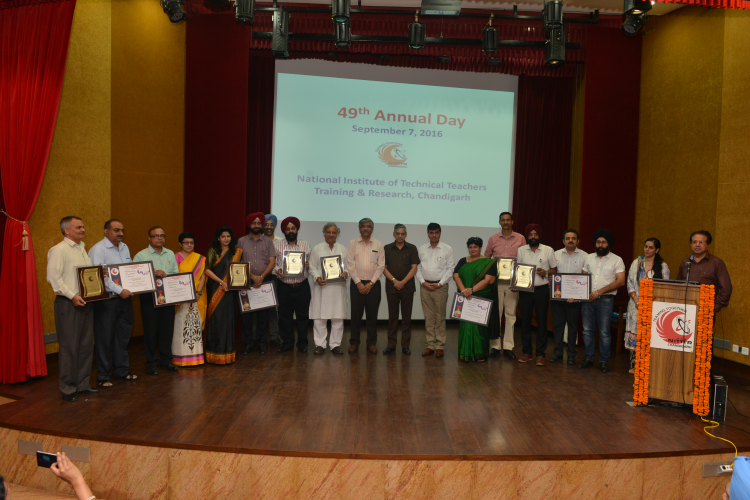 49th Annual Day
September 7, 2016
National Institute of Technical Teachers
Training & Research, Chandigarh